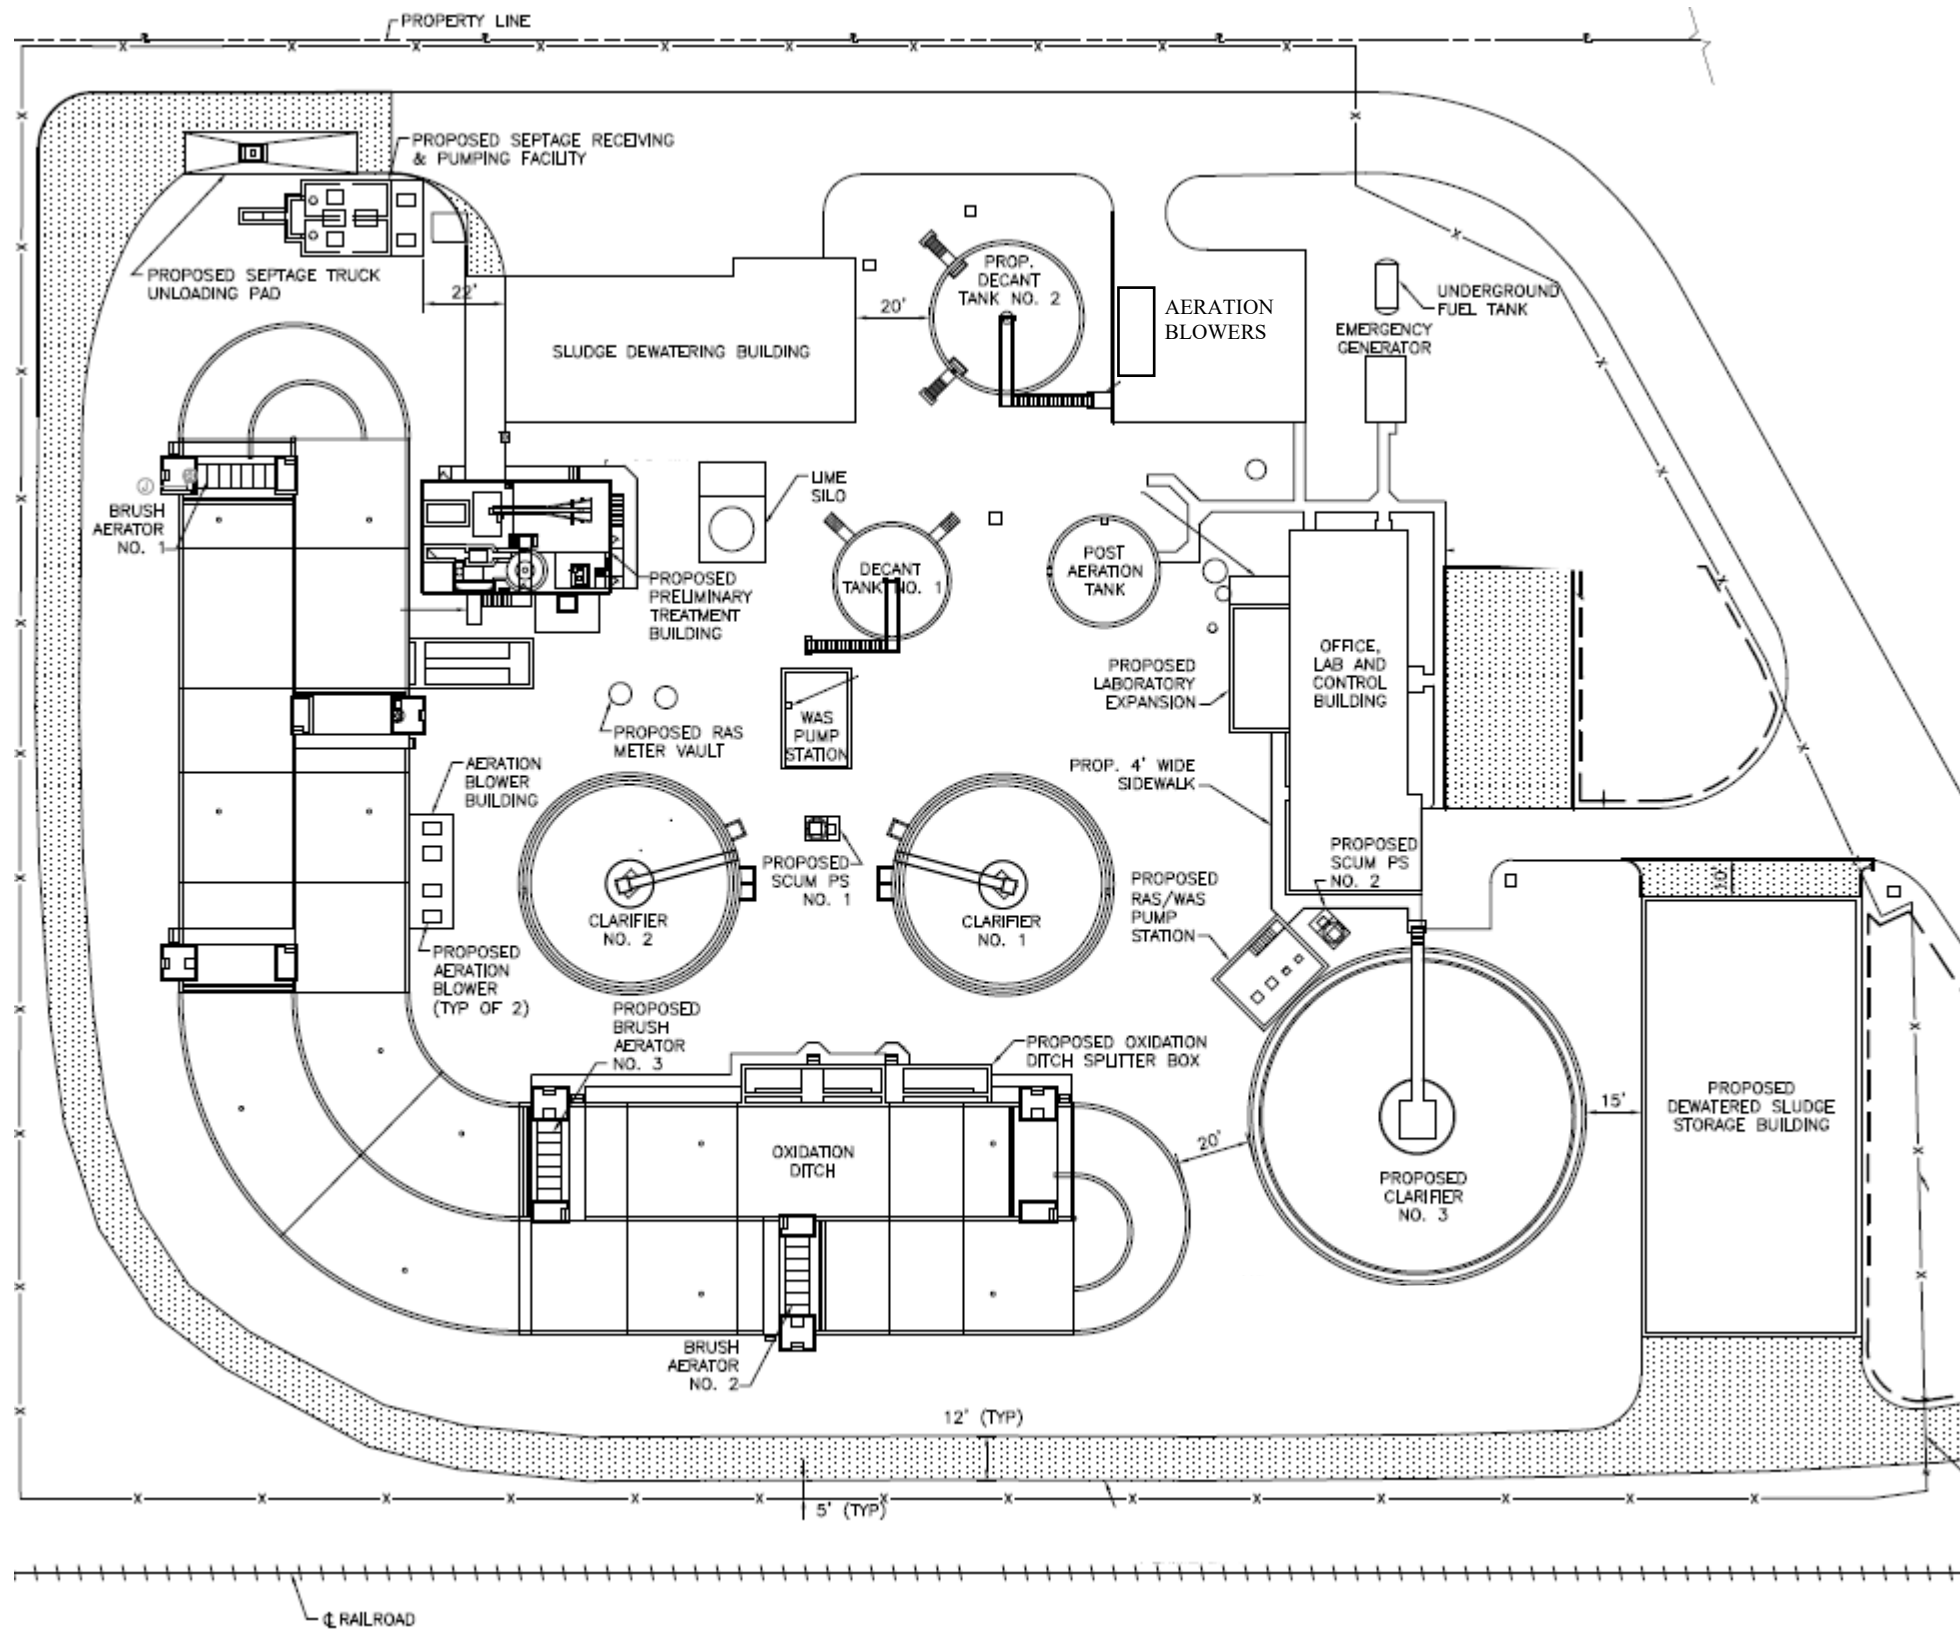 PROPERTY LINE
PROPOSED SEPTAGE RECEIVING
& PUMPING FACILITY
PROPOSED SEPTAGE TRUCK
UNLOADING PAD
22'
SLUDGE DEWATERING BUILDING
20'
PROP.
DECANT
TANK NO. 2
AERATION
BLOWERS
UNDERGROUND
FUEL TANK
EMERGENCY
GENERATOR
BRUSH
AERATOR
NO. 1
LIME
SILO
PROPOSED
PRELIMINARY
TREATMENT
BUILDING
DECANT
TANK NO. 1
POST
AERATION
TANK
OFFICE,
LAB AND
CONTROL
BUILDING
PROPOSED
LABORATORY
EXPANSION
PROPOSED RAS
METER VAULT
WAS
PUMP
STATION
AERATION
BLOWER
BUILDING
PROP. 4' WIDE
SIDEWALK
PROPOSED
SCUM PS
NO. 1
PROPOSED
SCUM PS
NO. 2
PROPOSED
RAS/WAS
PUMP
STATION
10'
CLARIFIER
NO. 2
CLARIFIER
NO. 1
PROPOSED
AERATION
BLOWER
(TYP OF 2)
PROPOSED
BRUSH
AERATOR
NO. 3
PROPOSED OXIDATION
DITCH SPLITTER BOX
OXIDATION
DITCH
20'
15'
PROPOSED
DEWATERED SLUDGE
STORAGE BUILDING
PROPOSED
CLARIFIER
NO. 3
BRUSH
AERATOR
NO. 2
12' (TYP)
5' (TYP)
℄ RAILROAD